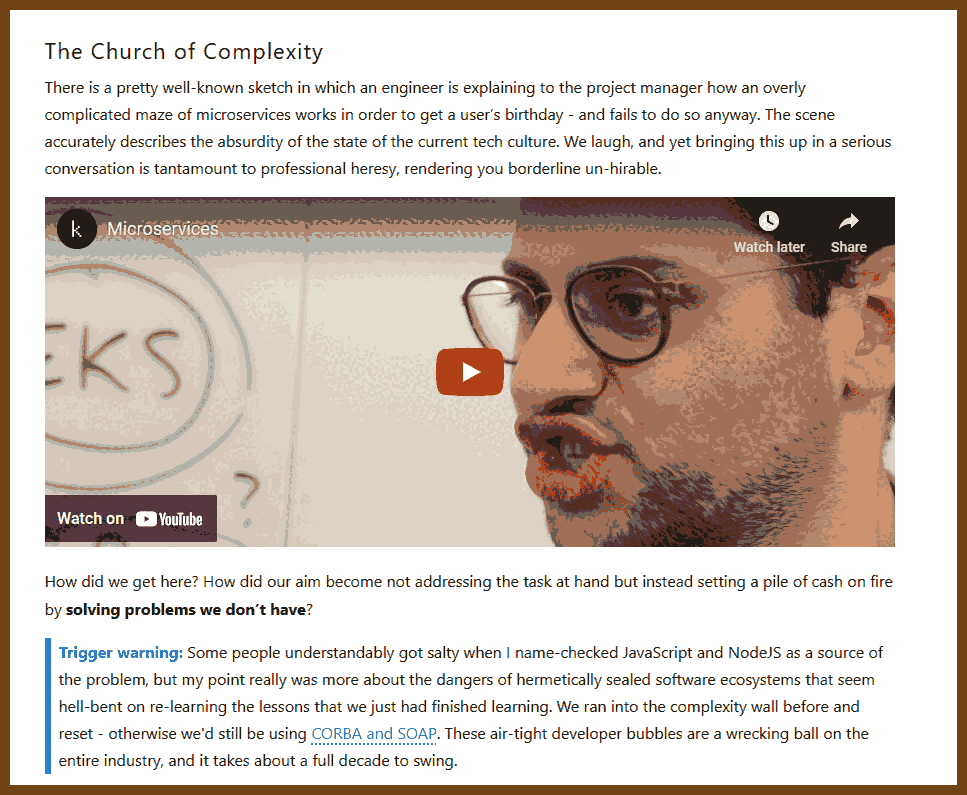 The Church of Complexity
There is a pretty well-known sketch in which an engineer is explaining to the project manager how an overly
complicated maze of microservices works in order to get a user's birthday - and fails to do so anyway. The scene
accurately describes the absurdity of the state of the current tech culture. We laugh, and yet bringing this up in a serious
conversation is tantamount to professional heresy, rendering you borderline un-hirable.
k
Microservices
Watch later
Share
EKS
?
Watch on YouTube
How did we get here? How did our aim become not addressing the task at hand but instead setting a pile of cash on fire
by solving problems we don't have?
Trigger warning: Some people understandably got salty when I name-checked JavaScript and NodeJS as a source of
the problem, but my point really was more about the dangers of hermetically sealed software ecosystems that seem
hell-bent on re-learning the lessons that we just had finished learning. We ran into the complexity wall before and
reset - otherwise we'd still be using CORBA and SOAP. These air-tight developer bubbles are a wrecking ball on the
entire industry, and it takes about a full decade to swing.